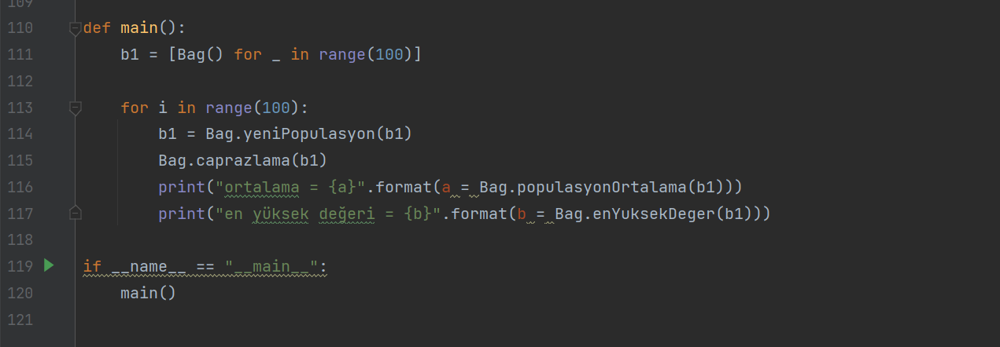 109
110 def main():
111     b1 = [Bag() for _ in range(100)]
112
113     for i in range(100):
114         b1 = Bag.yeniPopulasyon(b1)
115         Bag.caprazlama(b1)
116         print("ortalama = {a}".format(a = Bag.populasyonOrtalama(b1)))
117         print("en yüksek değeri = {b}".format(b = Bag.enYuksekDeger(b1)))
118
119 if __name__ == "__main__":
120     main()
121